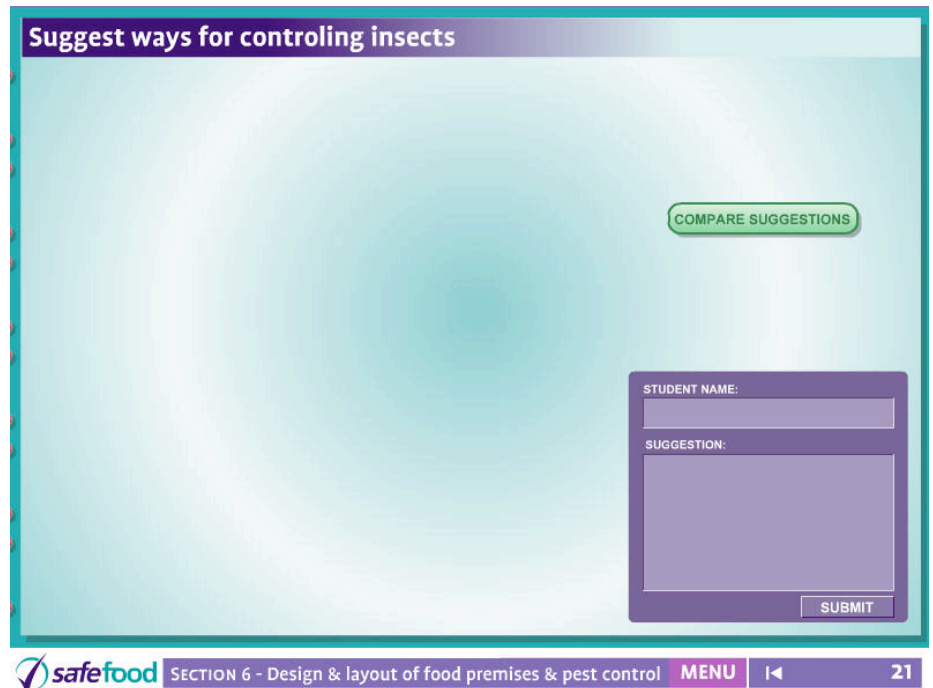 Suggest ways for controling insects
COMPARE SUGGESTIONS
STUDENT NAME:
SUGGESTION:
SUBMIT
safefood SECTION 6 - Design & layout of food premises & pest control MENU 21